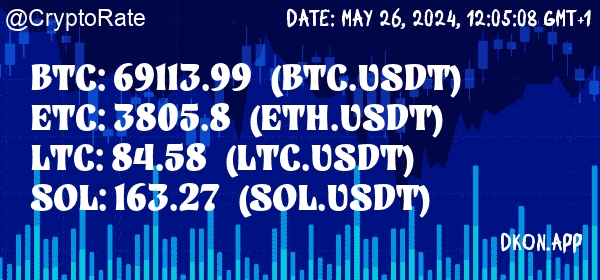 @CryptoRate
DATE: MAY 26, 2024, 12:05:08 GMT+1
BTC: 69113.99 (BTC.USDT)
ETC: 3805.8 (ETH.USDT)
LTC: 84.58 (LTC.USDT)
SOL: 163.27 (SOL.USDT)
DKON.APP